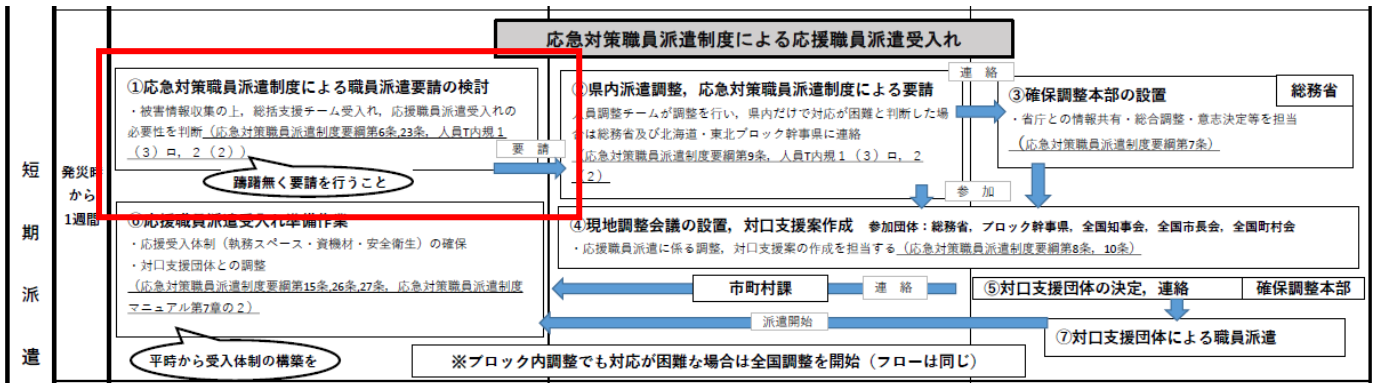 応急対策職員派遣制度による応援職員派遣受入れ
短期派遣
発災時
から
1週間
①応急対策職員派遣制度による職員派遣要請の検討
・被害情報収集の上，総括支援チーム受入れ，応援職員派遣受入れの
必要性を判断（応急対策職員派遣制度要綱第6条,23条，人員T内規１
（３）ロ，２（２））
躊躇無く要請を行うこと
要 請
②県内派遣調整，応急対策職員派遣制度による要請
人員調整チームが調整を行い，県内だけで対応が困難と判断した場
合は総務省及び北海道・東北ブロック幹事県に連絡
（応急対策職員派遣制度要綱第9条，人員T内規１（３）ロ，２
（２）
連 絡
③確保調整本部の設置
総務省
・省庁との情報共有・総合調整・意志決定等を担当
（応急対策職員派遣制度要綱第7条）
参 加
④現地調整会議の設置，対口支援案作成 参加団体：総務省，ブロック幹事県，全国知事会，全国市長会，全国町村会
・応援職員派遣に係る調整，対口支援案の作成を担当する（応急対策職員派遣制度要綱第8条，10条）
⑤対口支援団体の決定，連絡
確保調整本部
連 絡
市町村課
⑥応援職員派遣受入れ準備作業
・応援受入体制（執務スペース・資機材・安全衛生）の確保
・対口支援団体との調整
（応急対策職員派遣制度要綱第15条,26条,27条，応急対策職員派遣制度
マニュアル第7章の２）
平時から受入体制の構築を
派遣開始
⑦対口支援団体による職員派遣
※ブロック内調整でも対応が困難な場合は全国調整を開始（フローは同じ）